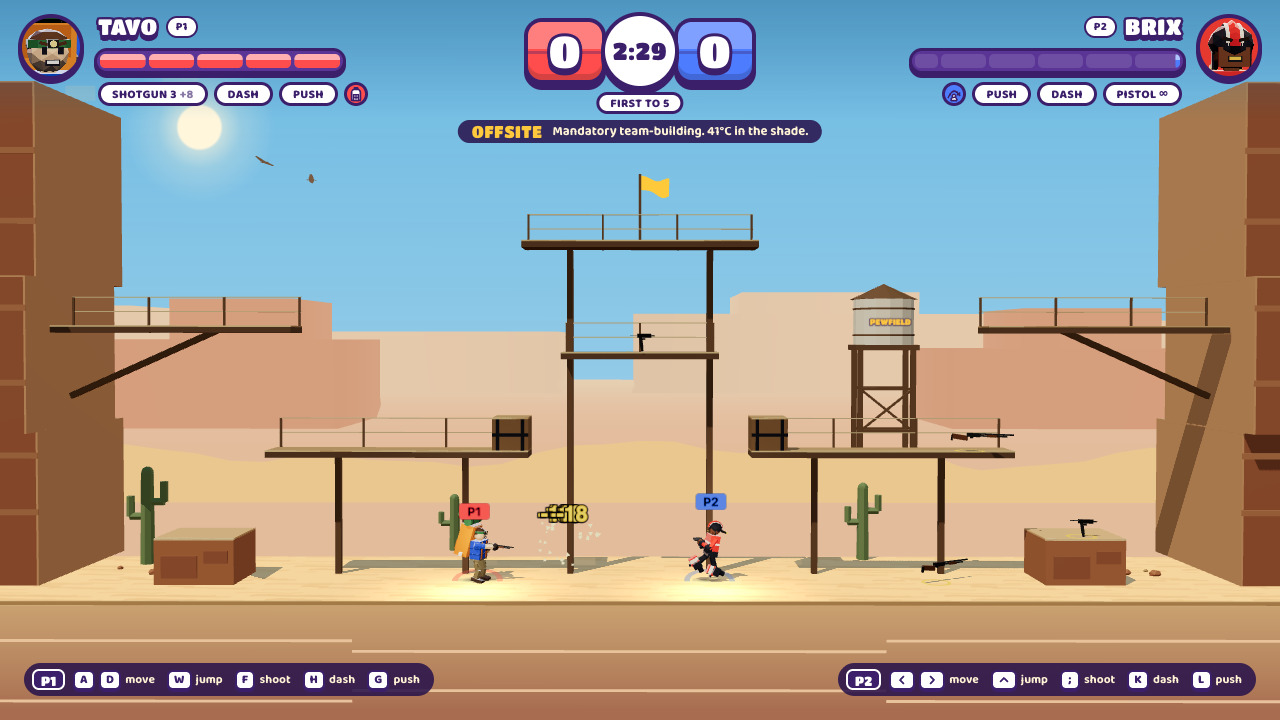 TAVO P1
SHOTGUN 3 +8 DASH PUSH
0 2:29 0
FIRST TO 5
P2 BRIX
PUSH DASH PISTOL ∞
OFFSITE Mandatory team-building. 41°C in the shade.
PEWFIELD
P1
P2
P1 A D move W jump F shoot H dash G push
P2 < > move ^ jump ; shoot K dash L push